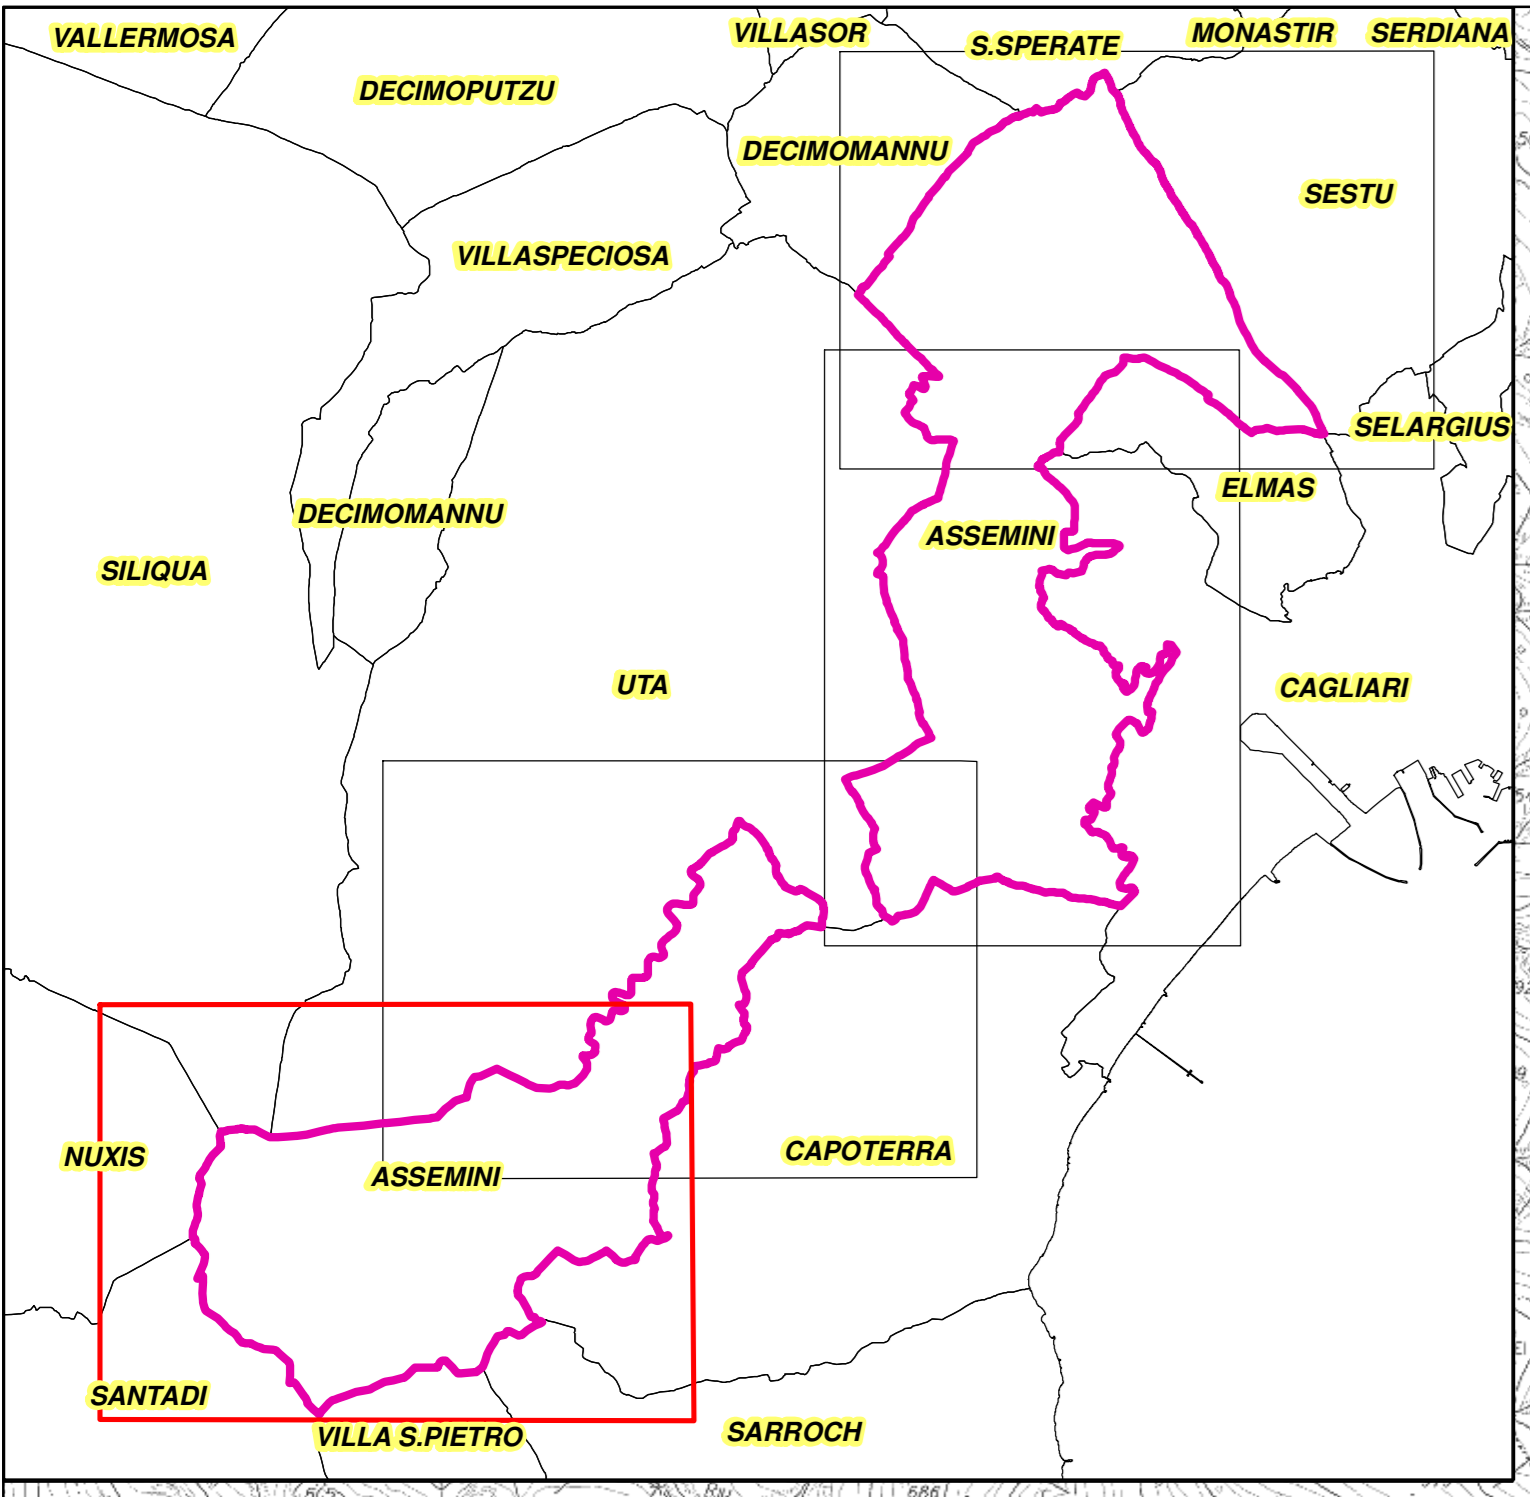 VALLERMOSA
VILLASOR
S.SPERATE
MONASTIR
SERDIANA
DECIMOPUTZU
DECIMOMANNU
SESTU
VILLASPECIOSA
SELARGIUS
ELMAS
DECIMOMANNU
ASSEMINI
SILIQUA
UTA
CAGLIARI
NUXIS
CAPOTERRA
ASSEMINI
SANTADI
VILLA S.PIETRO
SARROCH